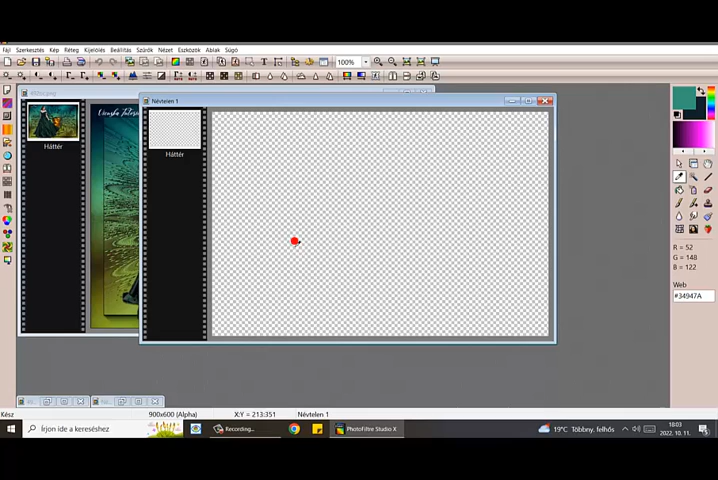 Fájl Szerkesztés Kép Réteg Kijelölés Beállítás Szűrők Nézet Eszközök Ablak Súgó
100%
Névtelen 1
Háttér
Háttér
R = 52
G = 148
B = 122
Web
#34947A
Kész 900x600 (Alpha) X:Y = 213:351 Névtelen 1
Írjon ide a kereséshez
Recording...
PhotoFiltre Studio X
19°C Többny. felhős
18:03
2022. 10. 11.